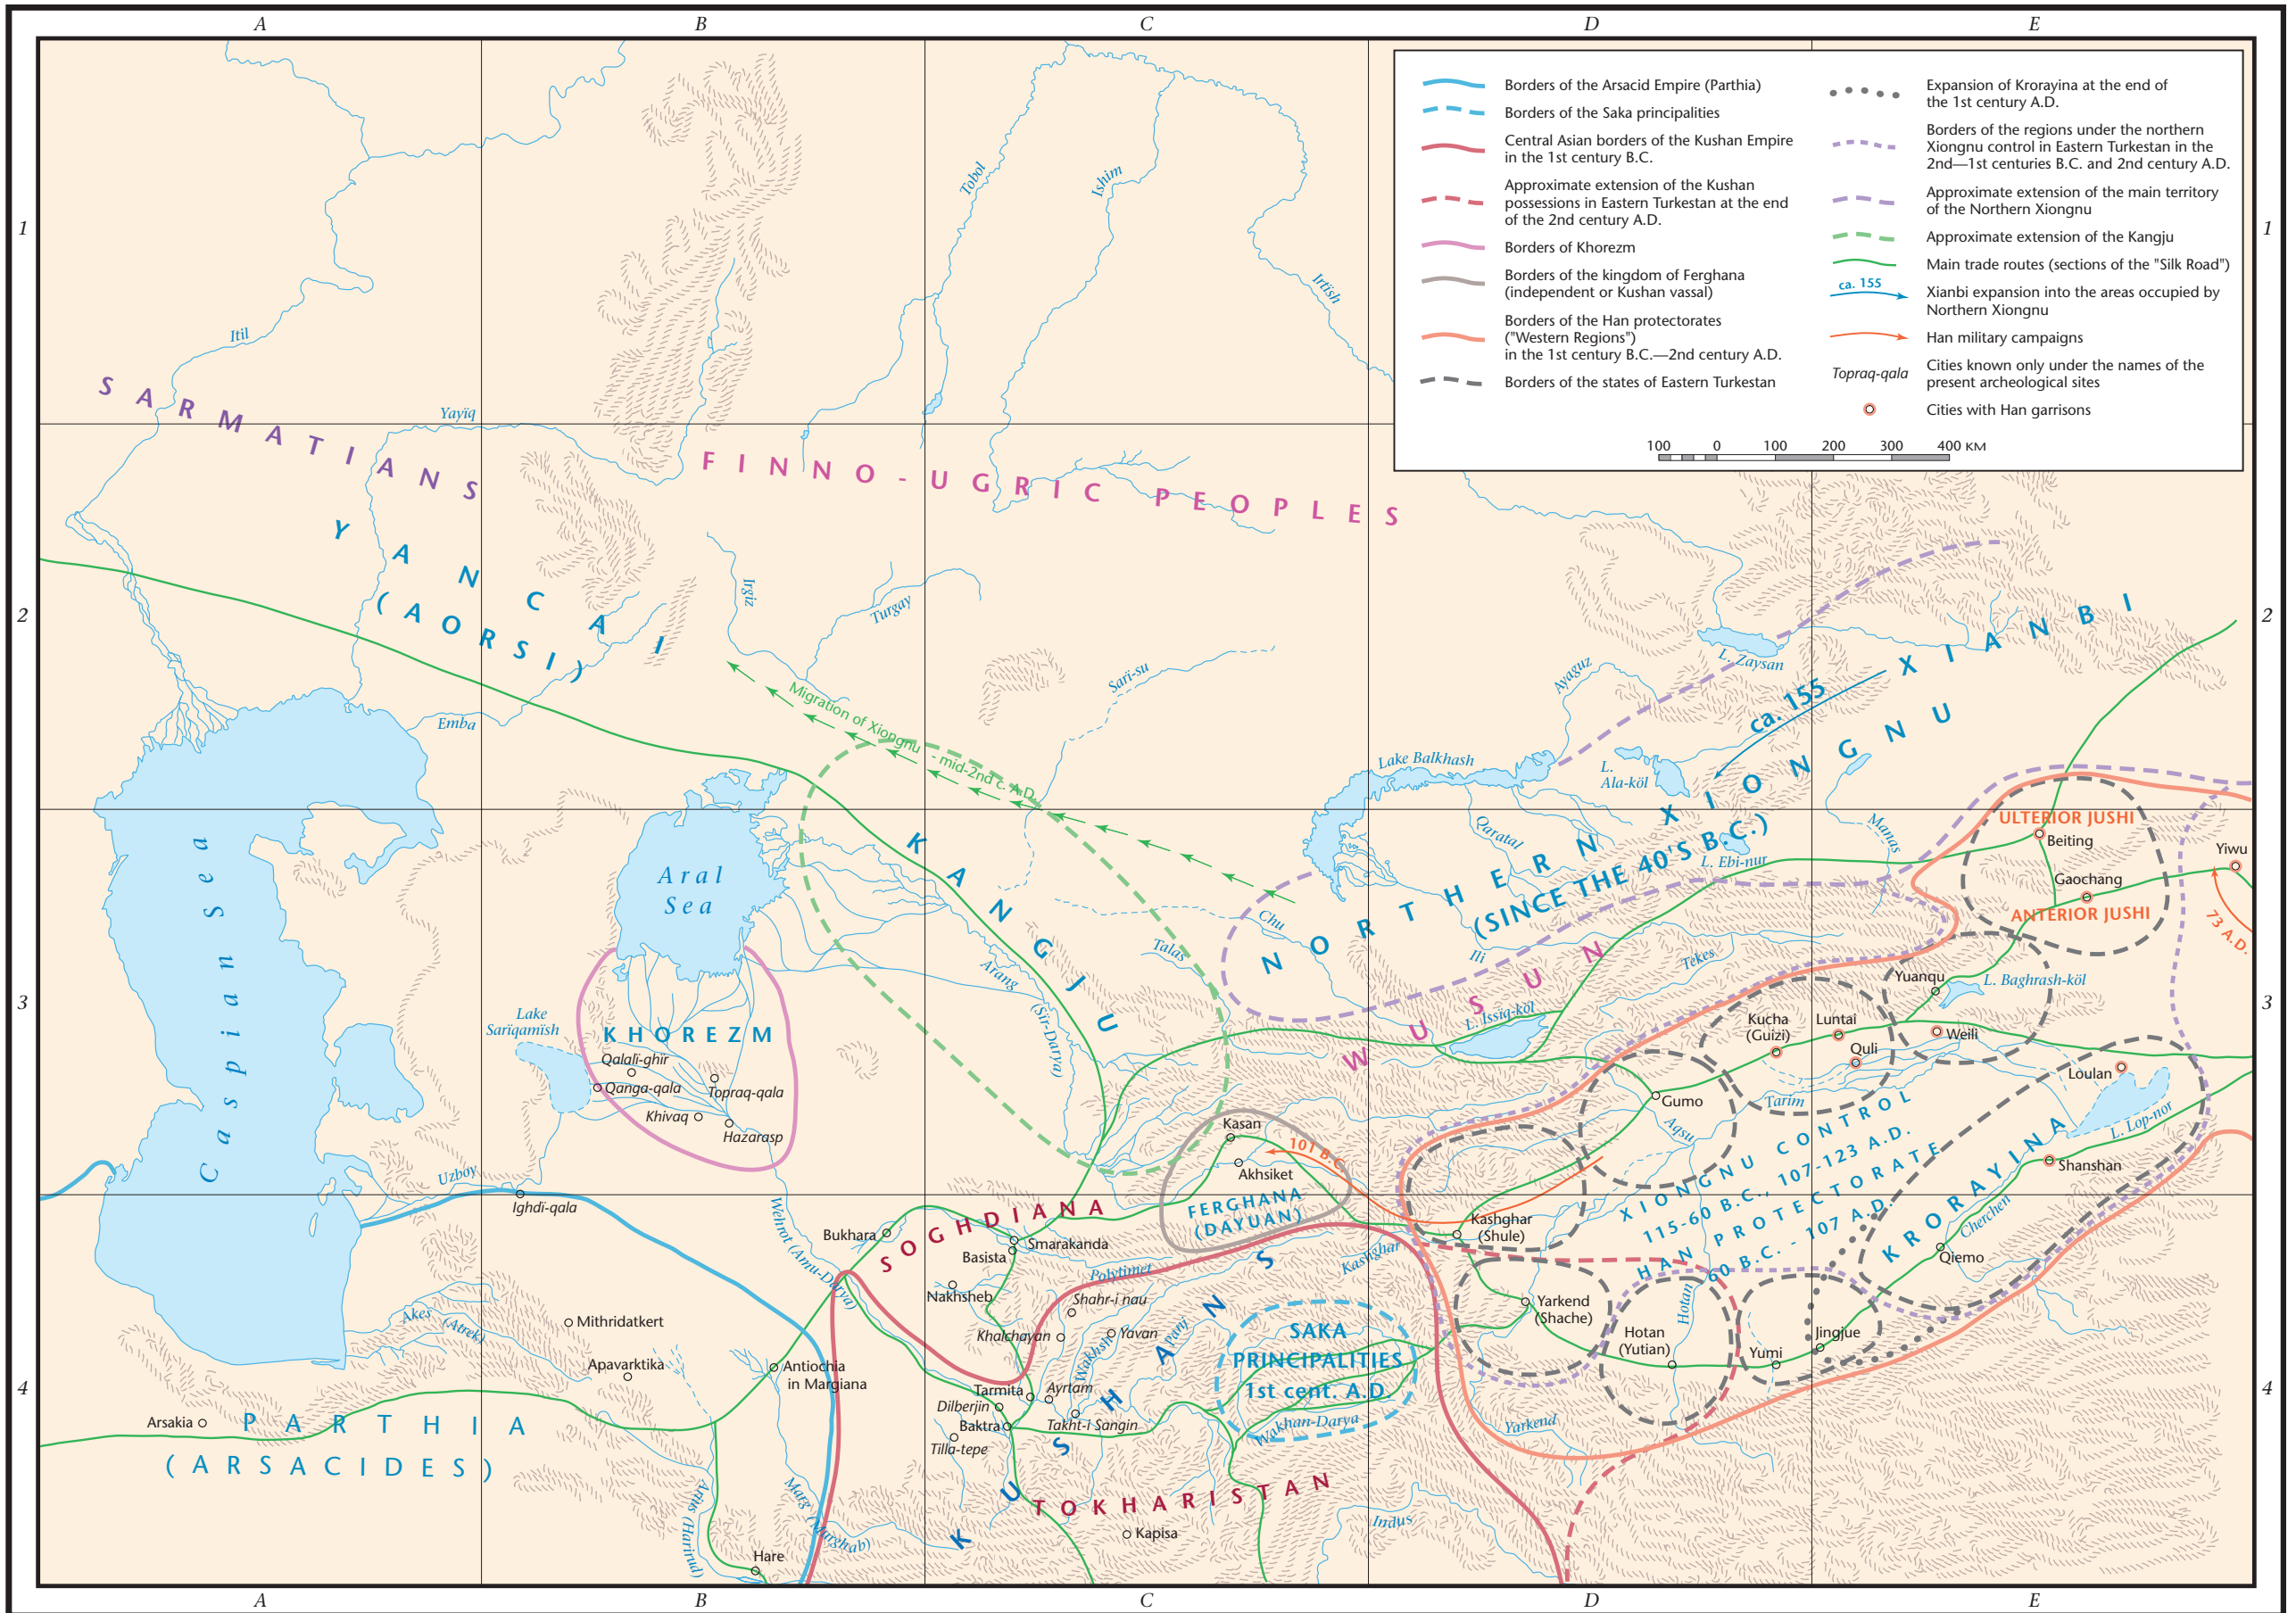 A B C D E
1
2
3
4
1
2
3
4
A B C D E
Borders of the Arsacid Empire (Parthia)
Borders of the Saka principalities
Central Asian borders of the Kushan Empire
in the 1st century B.C.
Approximate extension of the Kushan
possessions in Eastern Turkestan at the end
of the 2nd century A.D.
Borders of Khorezm
Borders of the kingdom of Ferghana
(independent or Kushan vassal)
Borders of the Han protectorates
("Western Regions")
in the 1st century B.C.—2nd century A.D.
Borders of the states of Eastern Turkestan
Expansion of Krorayina at the end of
the 1st century A.D.
Borders of the regions under the northern
Xiongnu control in Eastern Turkestan in the
2nd—1st centuries B.C. and 2nd century A.D.
Approximate extension of the main territory
of the Northern Xiongnu
Approximate extension of the Kangju
Main trade routes (sections of the "Silk Road")
ca. 155
Xianbi expansion into the areas occupied by
Northern Xiongnu
Han military campaigns
Topraq-qala
Cities known only under the names of the
present archeological sites
Cities with Han garrisons
100 0 100 200 300 400 KM
Tobol
Ishim
Irtïsh
Itil
SARMATIANS
Yayïq
FINNO-UGRIC PEOPLES
YANCAI
(AORSI)
Irgiz
Turgay
Sarï-su
Emba
Migration of Xiongnu - mid-2nd c. A.D.
Ayaguz
L. Zaysan
XIANBI
ca. 155
Lake Balkhash
L.
Ala-köl
NORTHERN XIONGNU
(SINCE THE 40'S B.C.)
Qaratal
L. Ebi-nur
Manas
ULTERIOR JUSHI
Beiting
Yiwu
Gaochang
ANTERIOR JUSHI
73 A.D.
Caspian Sea
Aral
Sea
KANGJU
Chu
Talas
Ili
Tekes
WUSUN
L. Issiq-köl
Arang
(Sïr-Darya)
Yuanqu
L. Baghrash-köl
Lake
Sarïqamïsh
KHOREZM
Qalalï-ghïr
Qanga-qala
Topraq-qala
Khivaq
Hazarasp
Kucha
(Guizi)
Luntai
Quli
Weili
Loulan
Gumo
Tarim
Aqsu
L. Lop-nor
Kasan
Akhsiket
101 B.C.
FERGHANA
(DAYUAN)
XIONGNU CONTROL
115-60 B.C., 107-123 A.D.
HAN PROTECTORATE
60 B.C. - 107 A.D.
KRORAYINA
Shanshan
Cherchen
Qiemo
Uzboy
Ighdi-qala
Wehrot (Amu-Darya)
Bukhara
SOGHDIANA
Smarakanda
Basista
Nakhsheb
Polytimet
Kashghar
Kashghar
(Shule)
Shahr-i nau
Khalchayan
Yavan
Wakhsh
Panj
KUSHANS
SAKA
PRINCIPALITIES
1st cent. A.D.
Yarkend
(Shache)
Hotan
Hotan
(Yutian)
Yumi
Jingjue
Akes
(Atrek)
Mithridatkert
Apavarktika
Antiochia
in Margiana
Tarmita
Ayrtam
Dilberjin
Baktra
Takht-i Sangin
Tilla-tepe
Wakhan-Darya
Yarkend
Arsakia
PARTHIA
(ARSACIDES)
TOKHARISTAN
Kapisa
Indus
Arius (Harirud)
Marg (Murghab)
Hare